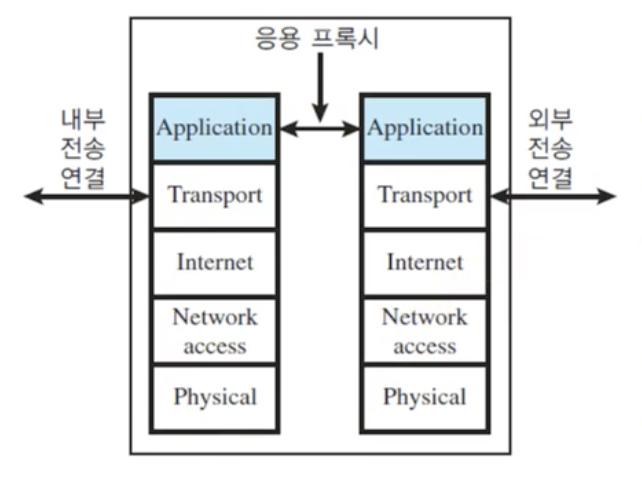 응용 프록시
내부
전송
연결
Application
Transport
Internet
Network
access
Physical
Application
Transport
Internet
Network
access
Physical
외부
전송
연결